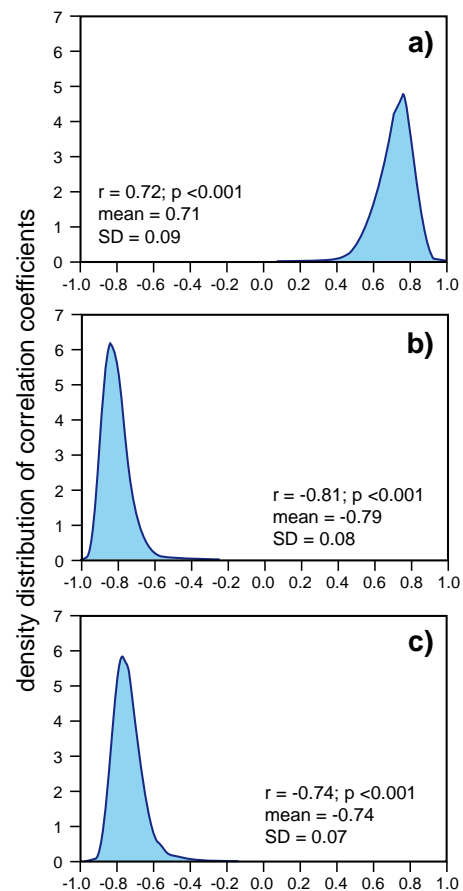 density distribution of correlation coefficients
a)
7
6
5
4
3
2
1
0
r = 0.72; p <0.001
mean = 0.71
SD = 0.09
-1.0 -0.8 -0.6 -0.4 -0.2 0.0 0.2 0.4 0.6 0.8 1.0
b)
7
6
5
4
3
2
1
0
r = -0.81; p <0.001
mean = -0.79
SD = 0.08
-1.0 -0.8 -0.6 -0.4 -0.2 0.0 0.2 0.4 0.6 0.8 1.0
c)
7
6
5
4
3
2
1
0
r = -0.74; p <0.001
mean = -0.74
SD = 0.07
-1.0 -0.8 -0.6 -0.4 -0.2 0.0 0.2 0.4 0.6 0.8 1.0